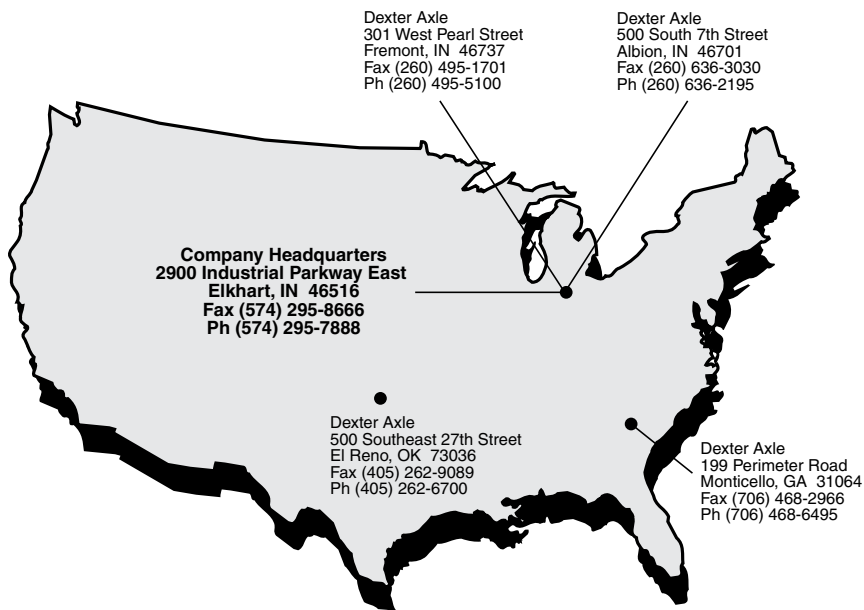 Dexter Axle
301 West Pearl Street
Fremont, IN  46737
Fax (260) 495-1701
Ph (260) 495-5100
Dexter Axle
500 South 7th Street
Albion, IN  46701
Fax (260) 636-3030
Ph (260) 636-2195
Company Headquarters
2900 Industrial Parkway East
Elkhart, IN  46516
Fax (574) 295-8666
Ph (574) 295-7888
Dexter Axle
500 Southeast 27th Street
El Reno, OK  73036
Fax (405) 262-9089
Ph (405) 262-6700
Dexter Axle
199 Perimeter Road
Monticello, GA  31064
Fax (706) 468-2966
Ph (706) 468-6495